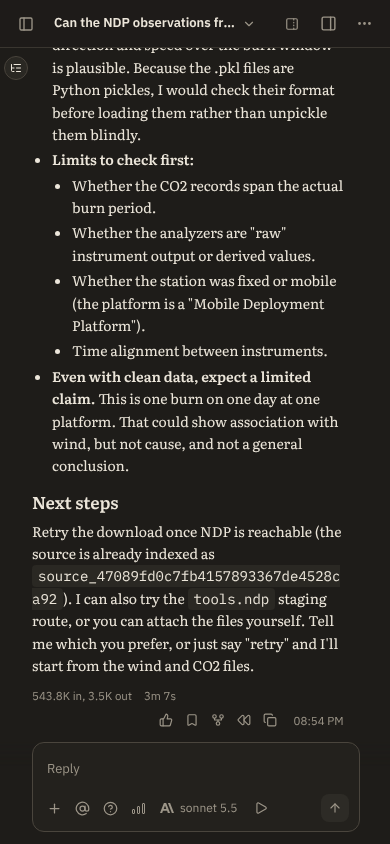 Can the NDP observations fr...
direction and speed over the burn window
is plausible. Because the .pkl files are
Python pickles, I would check their format
before loading them rather than unpickle
them blindly.
Limits to check first:
Whether the CO2 records span the actual
burn period.
Whether the analyzers are "raw"
instrument output or derived values.
Whether the station was fixed or mobile
(the platform is a "Mobile Deployment
Platform").
Time alignment between instruments.
Even with clean data, expect a limited
claim. This is one burn on one day at one
platform. That could show association with
wind, but not cause, and not a general
conclusion.
Next steps
Retry the download once NDP is reachable (the
source is already indexed as
source_47089fd0c7fb4157893367de4528c
a92 ). I can also try the tools.ndp staging
route, or you can attach the files yourself. Tell
me which you prefer, or just say "retry" and I'll
start from the wind and CO2 files.
543.8K in, 3.5K out 3m 7s
08:54 PM
Reply
sonnet 5.5